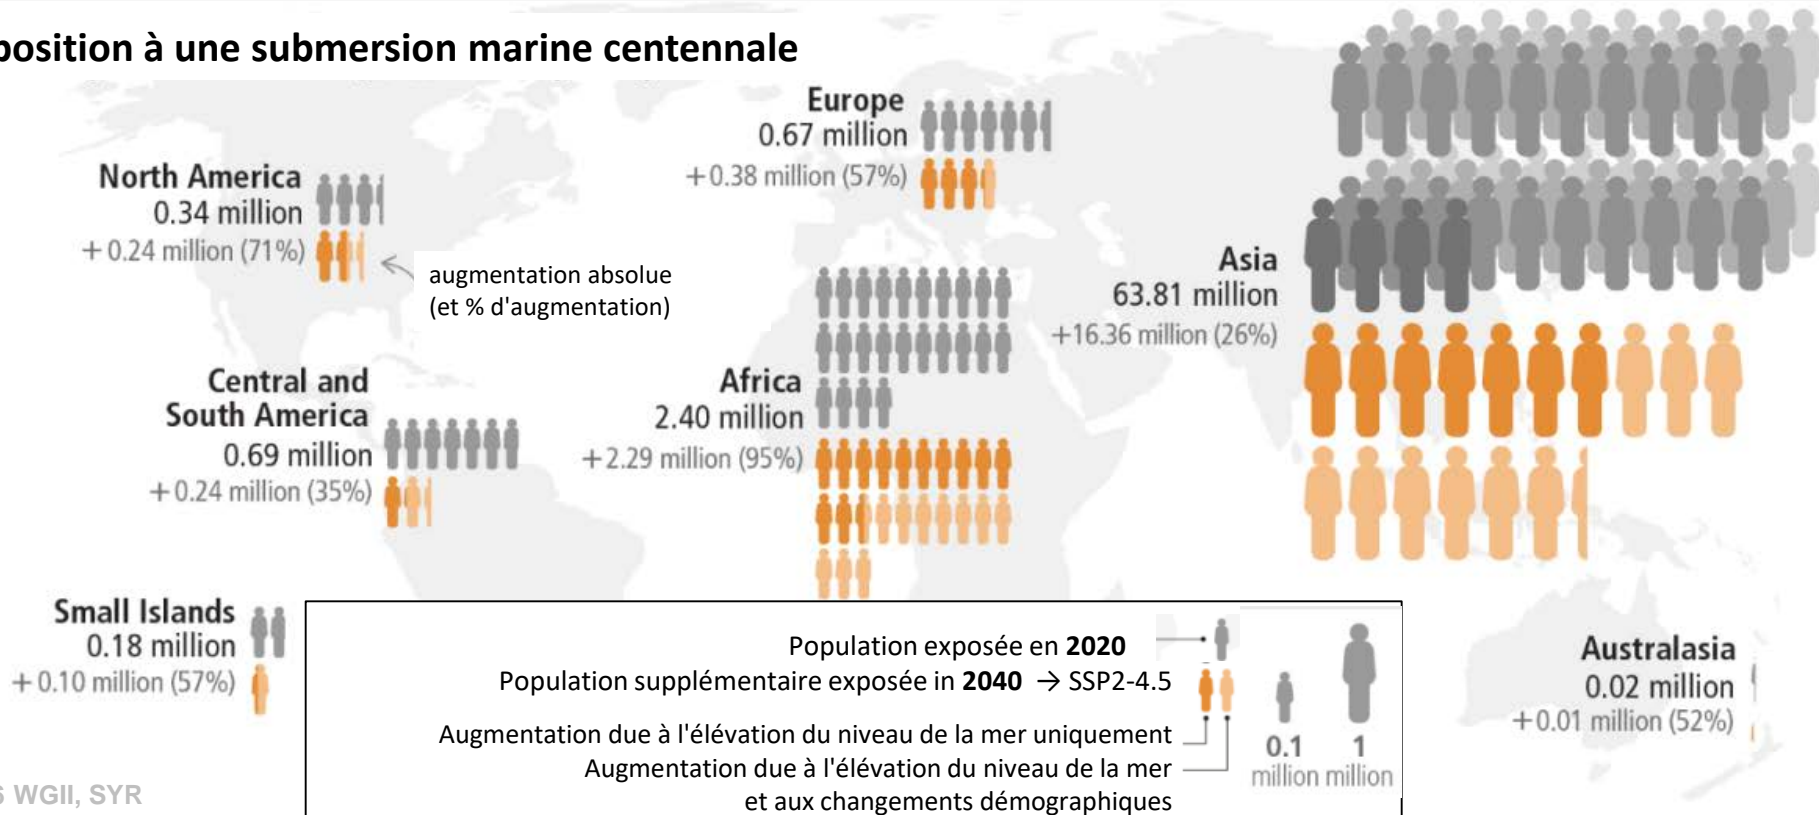 position à une submersion marine centennale
Europe
0.67 million
+0.38 million (57%)
North America
0.34 million
+0.24 million (71%)
augmentation absolue
(et % d'augmentation)
Asia
63.81 million
+16.36 million (26%)
Central and
South America
0.69 million
+0.24 million (35%)
Africa
2.40 million
+2.29 million (95%)
Small Islands
0.18 million
+0.10 million (57%)
Population exposée en 2020
Population supplémentaire exposée in 2040 → SSP2-4.5
Augmentation due à l'élévation du niveau de la mer uniquement
Augmentation due à l'élévation du niveau de la mer
et aux changements démographiques
0.1 1
million million
Australasia
0.02 million
+0.01 million (52%)
6 WGII, SYR